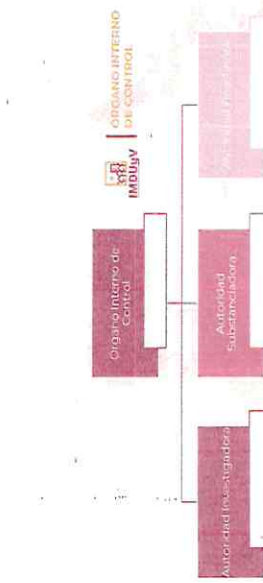 ÓRGANO INTERNO
DE CONTROL
IMDUyV
Órgano Interno de
Control
Autoridad Investigadora
Autoridad
Substanciadora